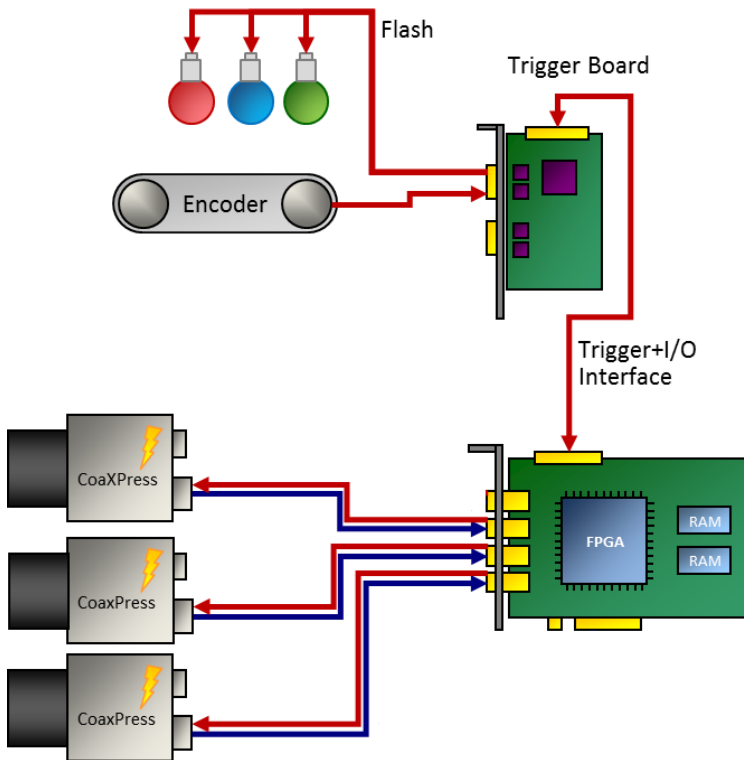 Flash
Trigger Board
Encoder
Trigger+I/O
Interface
CoaXPress
FPGA
RAM
RAM
CoaxPress
CoaxPress